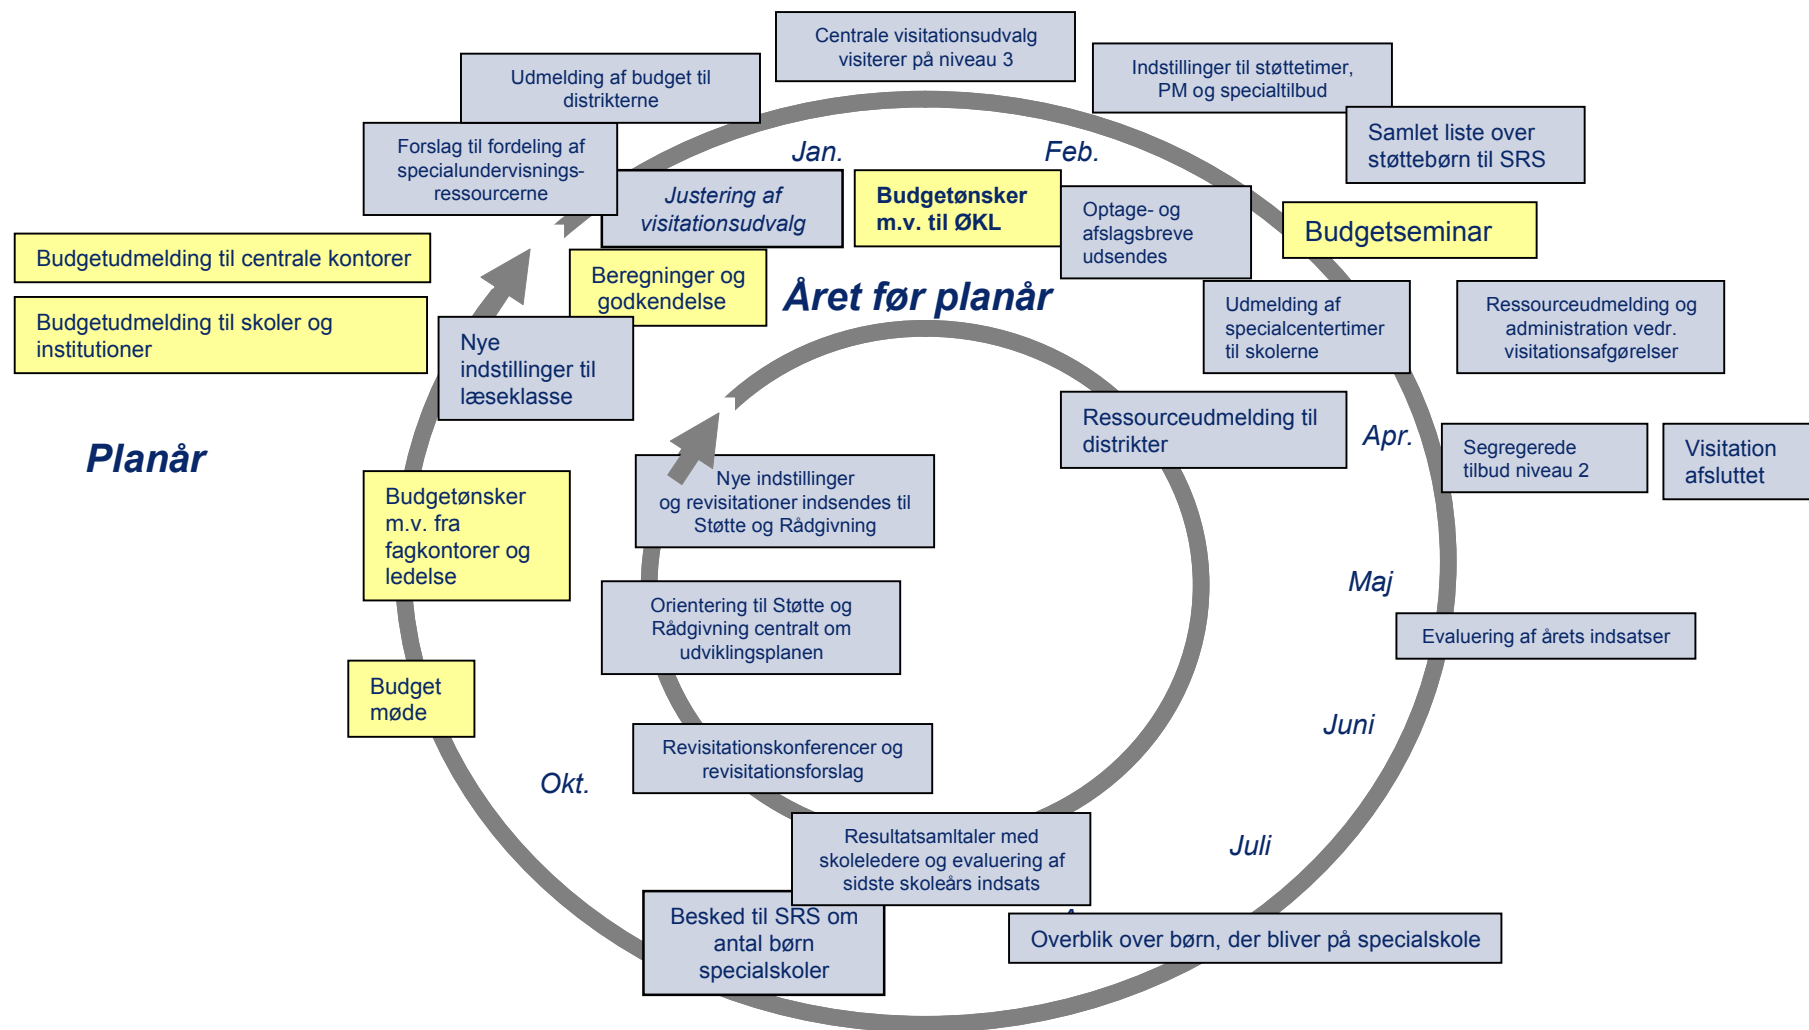 Centrale visitationsudvalg
visiterer på niveau 3
Udmelding af budget til
distrikterne
Indstillinger til støttetimer,
PM og specialtilbud
Samlet liste over
støttebørn til SRS
Forslag til fordeling af
specialundervisnings-
ressourcerne
Jan.
Feb.
Justering af
visitationsudvalg
Budgetønsker
m.v. til ØKL
Optage- og
afslagsbreve
udsendes
Budgetseminar
Budgetudmelding til centrale kontorer
Beregninger og
godkendelse
Året før planår
Budgetudmelding til skoler og
institutioner
Nye
indstillinger til
læseklasse
Udmelding af
specialcentertimer
til skolerne
Ressourceudmelding og
administration vedr.
visitationsafgørelser
Planår
Ressourceudmelding til
distrikter
Apr.
Segregerede
tilbud niveau 2
Visitation
afsluttet
Nye indstillinger
og revisitationer indsendes til
Støtte og Rådgivning
Budgetønsker
m.v. fra
fagkontorer og
ledelse
Orientering til Støtte og
Rådgivning centralt om
udviklingsplanen
Maj
Evaluering af årets indsatser
Budget
møde
Juni
Revisitationskonferencer og
revisitationsforslag
Okt.
Juli
Resultatsamltaler med
skoleledere og evaluering af
sidste skoleårs indsats
Besked til SRS om
antal børn
specialskoler
Overblik over børn, der bliver på specialskole